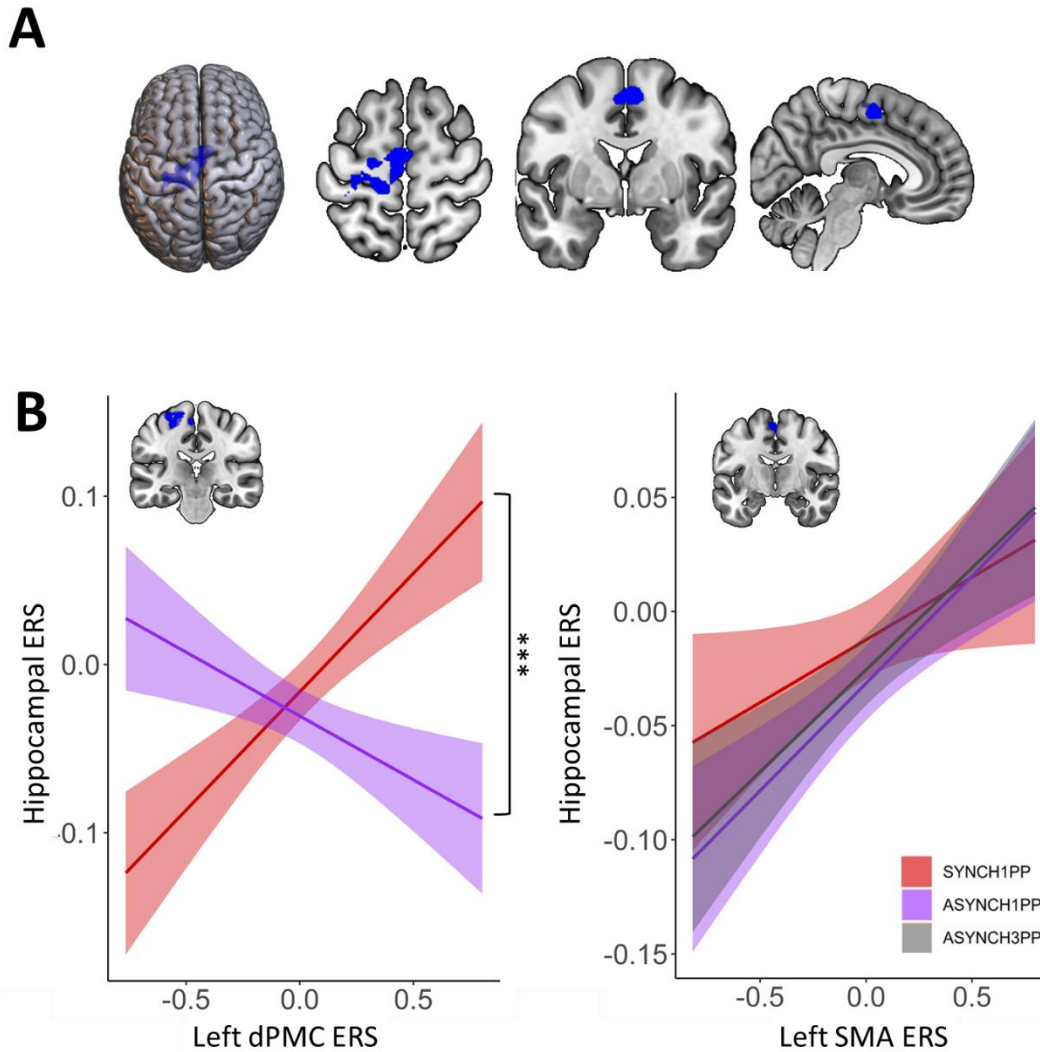 A
B
Hippocampal ERS
0.1
0.0
.0.1
-0.5
0.0
0.5
Left dPMC ERS
***
Hippocampal ERS
0.05
0.00
-0.05
-0.10
-0.15
-0.5
0.0
0.5
Left SMA ERS
SYNCH1PP
ASYNCH1PP
ASYNCH3PP